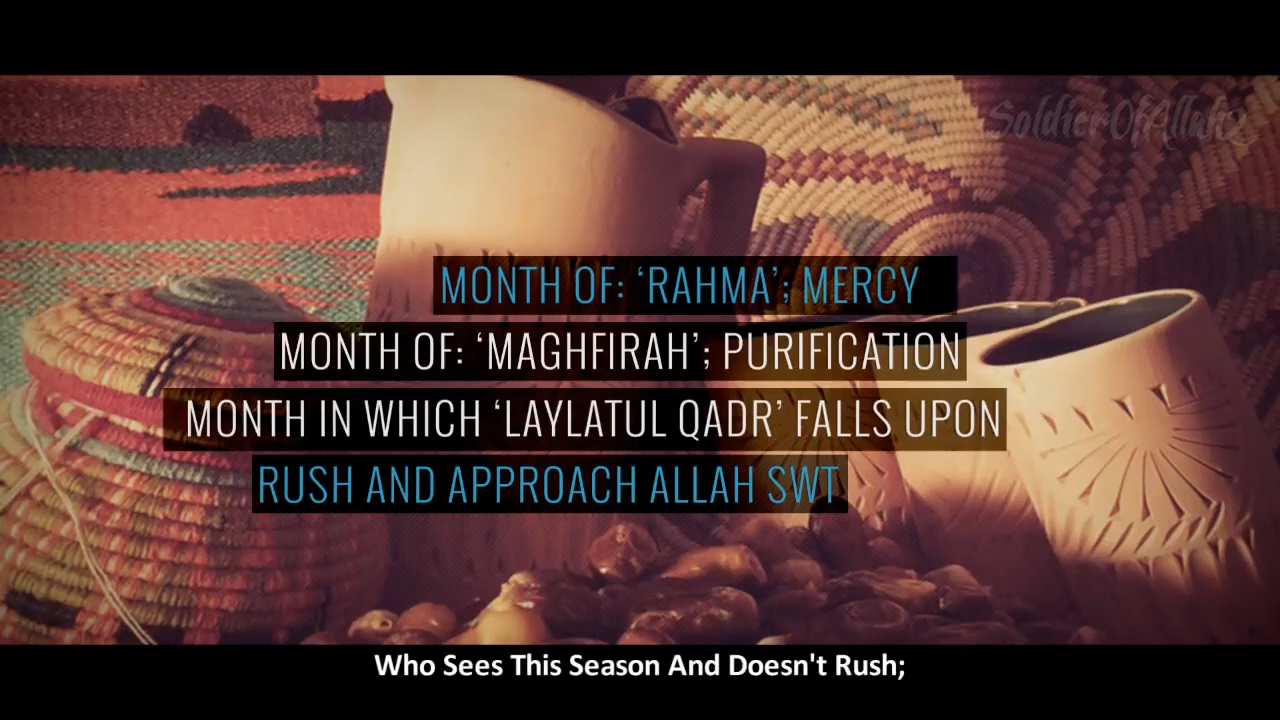 SoldierOfAllah2
MONTH OF: ‘RAHMA’; MERCY
MONTH OF: ‘MAGHFIRAH’; PURIFICATION
MONTH IN WHICH ‘LAYLATUL QADR’ FALLS UPON
RUSH AND APPROACH ALLAH SWT
Who Sees This Season And Doesn't Rush;